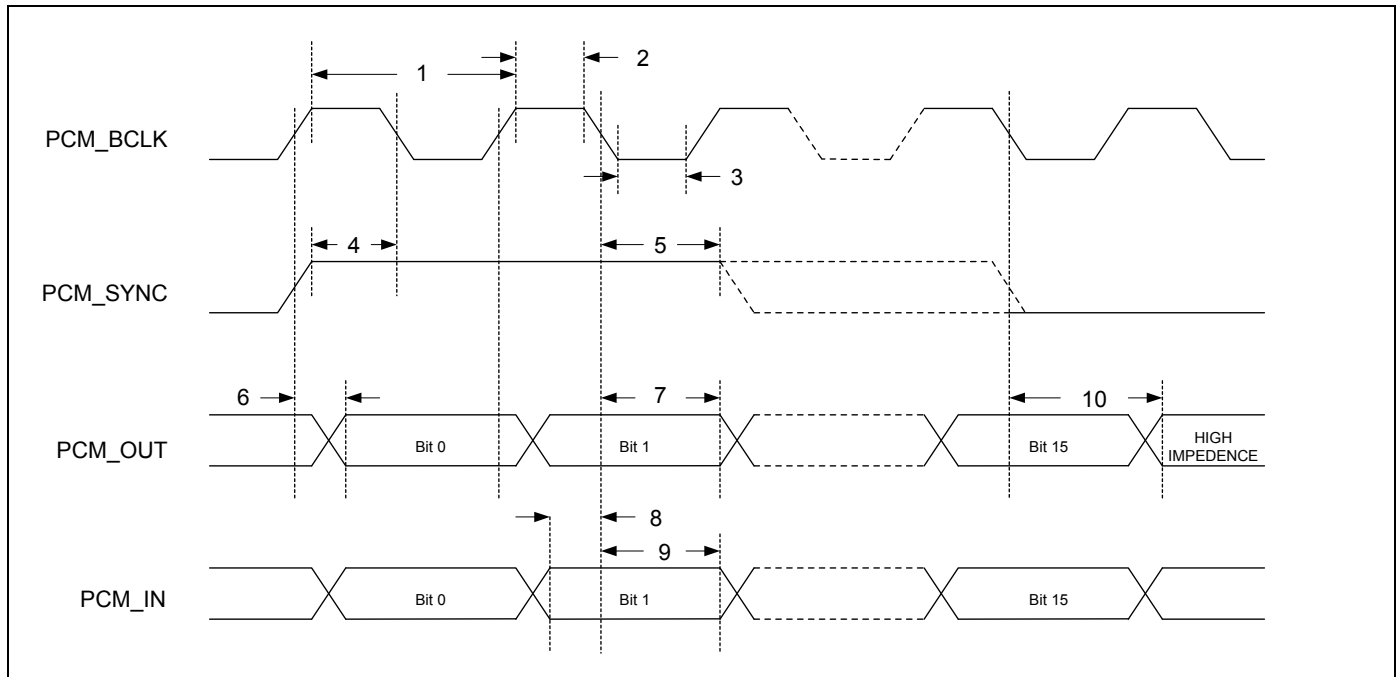 1
2
PCM_BCLK
3
4
5
PCM_SYNC
6
7
10
PCM_OUT
Bit 0
Bit 1
Bit 15
HIGH
IMPEDENCE
8
9
PCM_IN
Bit 0
Bit 1
Bit 15